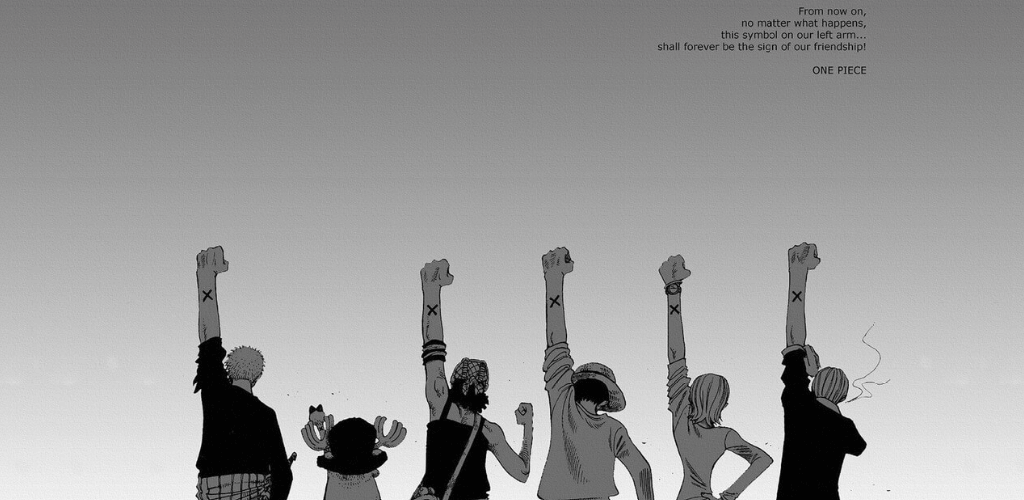 From now on,
no matter what happens,
this symbol on our left arm...
shall forever be the sign of our friendship!
ONE PIECE